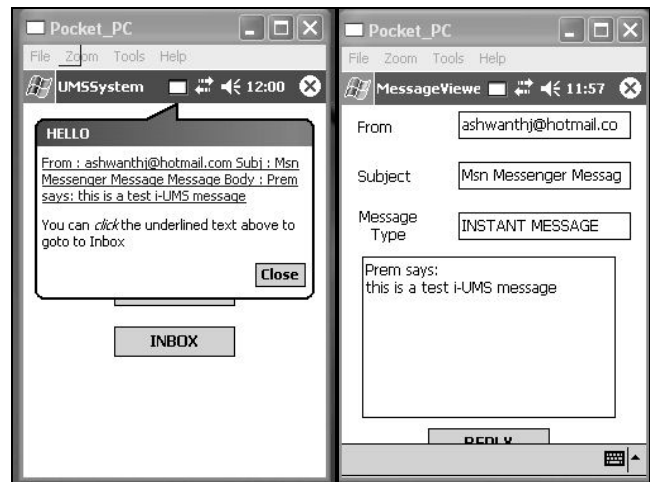 Pocket_PC
File Zoom Tools Help
UMSSystem 12:00
HELLO
From : ashwanthj@hotmail.com Subj : Msn
Messenger Message Message Body : Prem
says: this is a test i-UMS message
You can click the underlined text above to
goto to Inbox
Close
INBOX
Pocket_PC
File Zoom Tools Help
MessageViewe 11:57
From ashwanthj@hotmail.co
Subject Msn Messenger Messag
Message
Type INSTANT MESSAGE
Prem says:
this is a test i-UMS message
REPLY